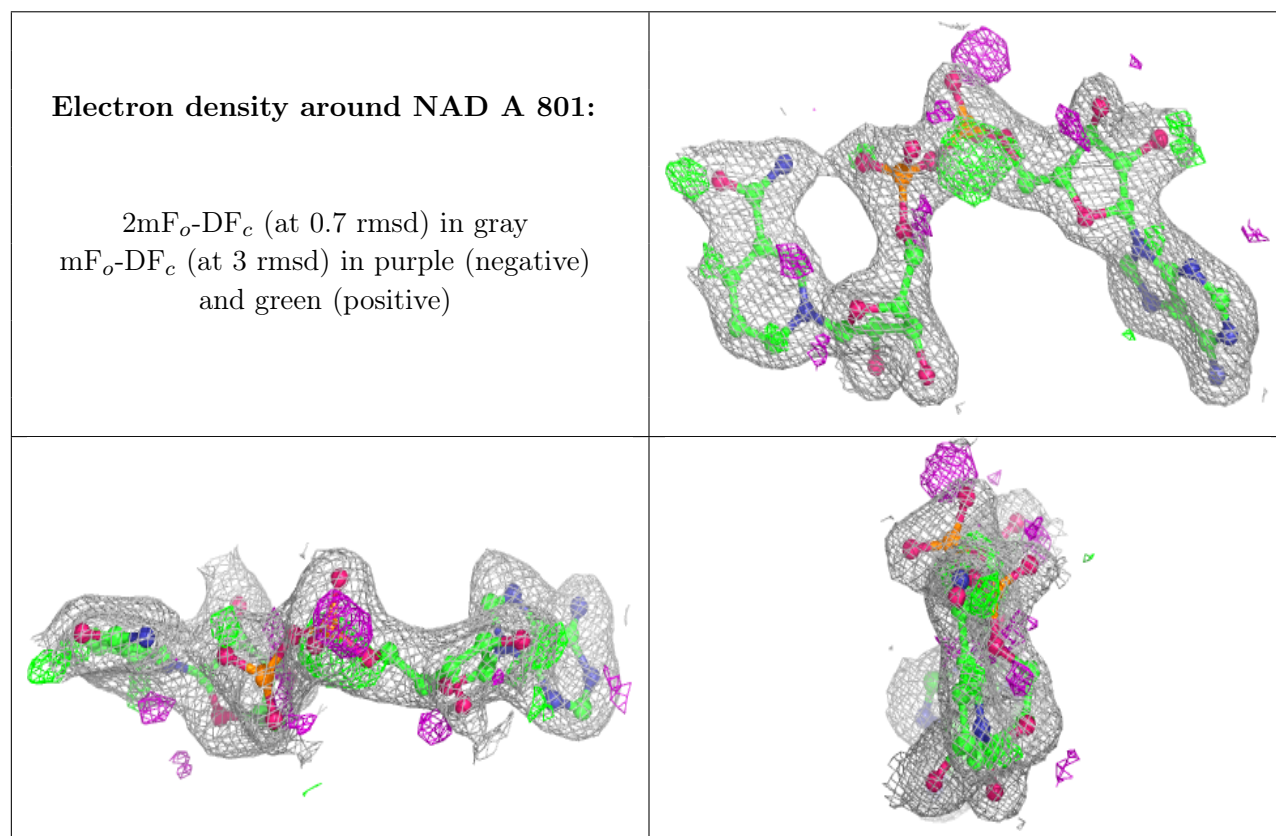 Electron density around NAD A 801:
2mFₒ-DF𝒸 (at 0.7 rmsd) in gray
mFₒ-DF𝒸 (at 3 rmsd) in purple (negative)
and green (positive)